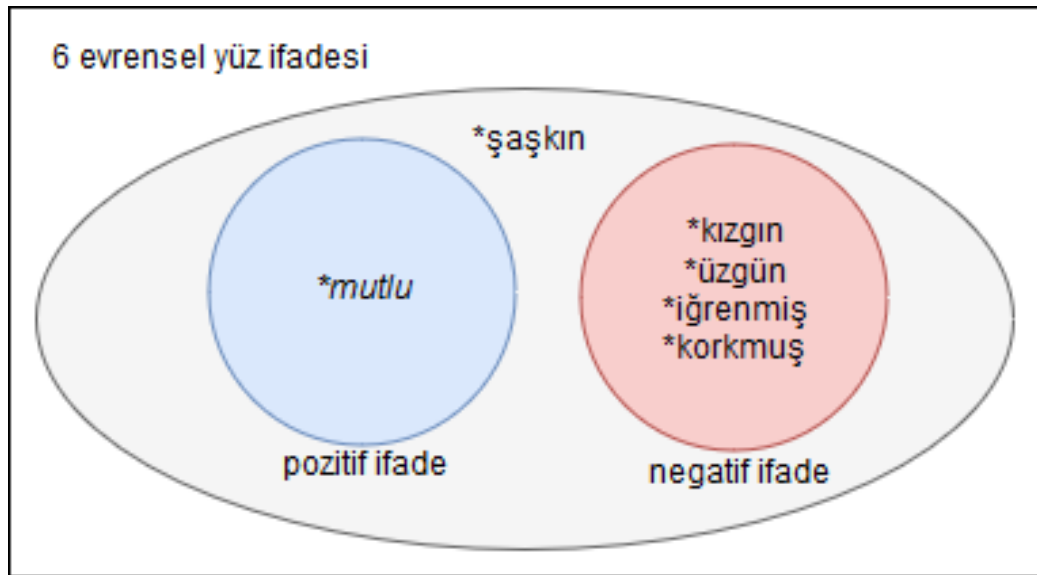 6 evrensel yüz ifadesi
*şaşkın
*mutlu
*kızgın
*üzgün
*iğrenmiş
*korkmuş
pozitif ifade
negatif ifade